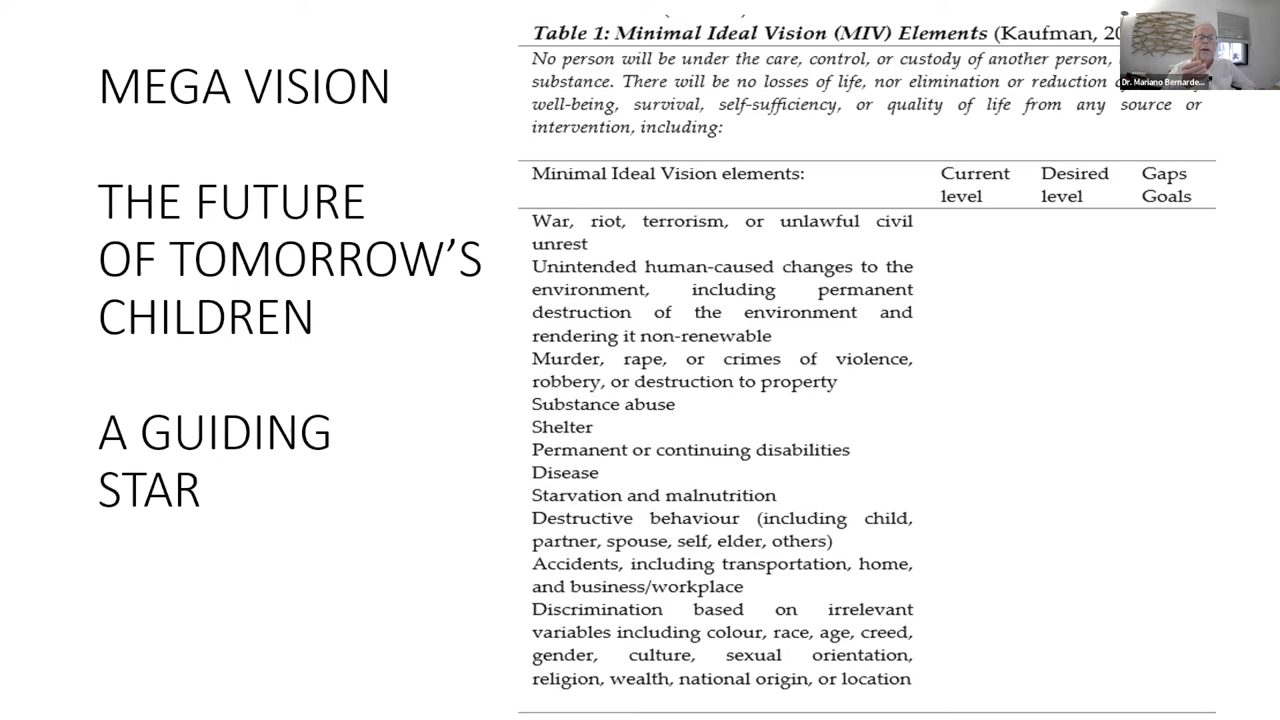 MEGA VISION
THE FUTURE
OF TOMORROW’S
CHILDREN
A GUIDING
STAR
Table 1: Minimal Ideal Vision (MIV) Elements (Kaufman, 20
No person will be under the care, control, or custody of another person,
substance. There will be no losses of life, nor elimination or reduction
well-being, survival, self-sufficiency, or quality of life from any source or
intervention, including:
Minimal Ideal Vision elements: Current Desired Gaps
level level Goals
War, riot, terrorism, or unlawful civil
unrest
Unintended human-caused changes to the
environment, including permanent
destruction of the environment and
rendering it non-renewable
Murder, rape, or crimes of violence,
robbery, or destruction to property
Substance abuse
Shelter
Permanent or continuing disabilities
Disease
Starvation and malnutrition
Destructive behaviour (including child,
partner, spouse, self, elder, others)
Accidents, including transportation, home,
and business/workplace
Discrimination based on irrelevant
variables including colour, race, age, creed,
gender, culture, sexual orientation,
religion, wealth, national origin, or location
Dr. Mariano Bernarde...